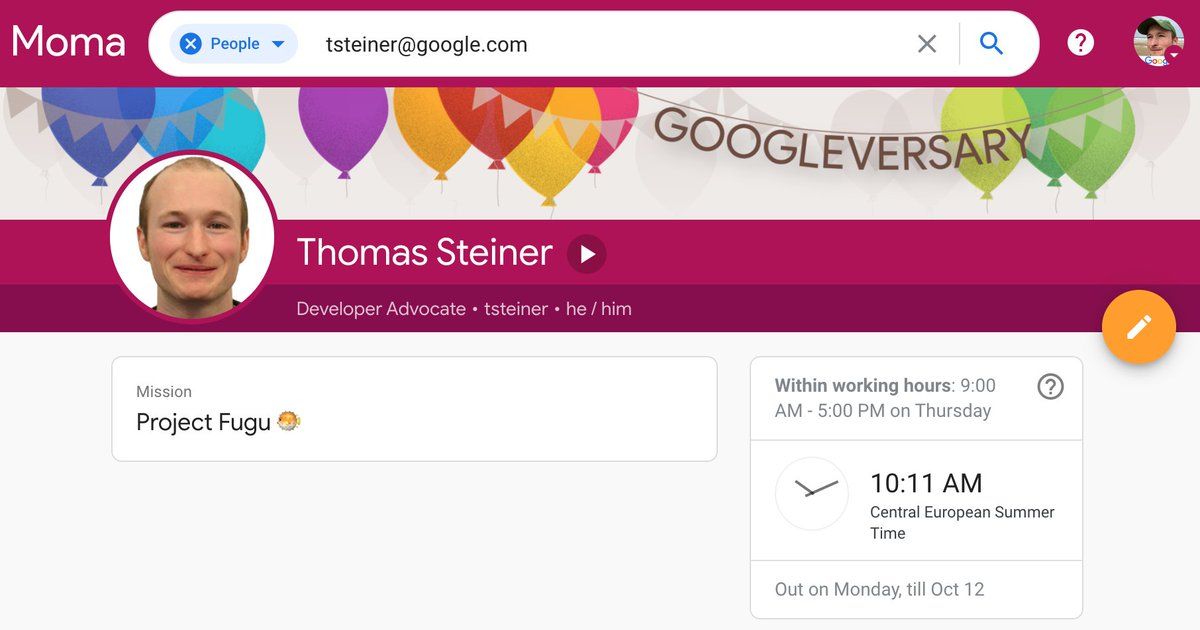 Moma
People
tsteiner@google.com
GOOGLEVERSARY
Thomas Steiner
Developer Advocate • tsteiner • he / him
Mission
Project Fugu 🐡
Within working hours: 9:00
AM - 5:00 PM on Thursday
10:11 AM
Central European Summer
Time
Out on Monday, till Oct 12